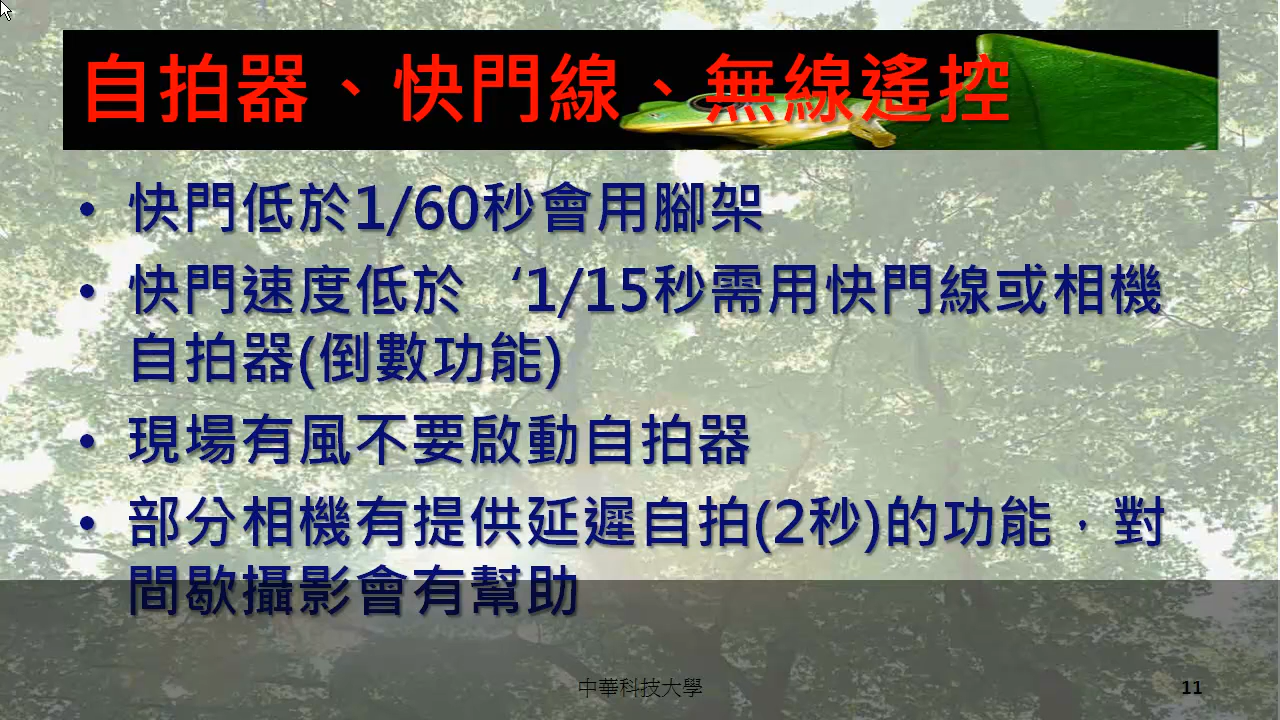 自拍器、快門線、無線遙控
• 快門低於1/60秒會用腳架
• 快門速度低於‘1/15秒需用快門線或相機
自拍器(倒數功能)
• 現場有風不要啟動自拍器
• 部分相機有提供延遲自拍(2秒)的功能，對
間歇攝影會有幫助
中華科技大學
11